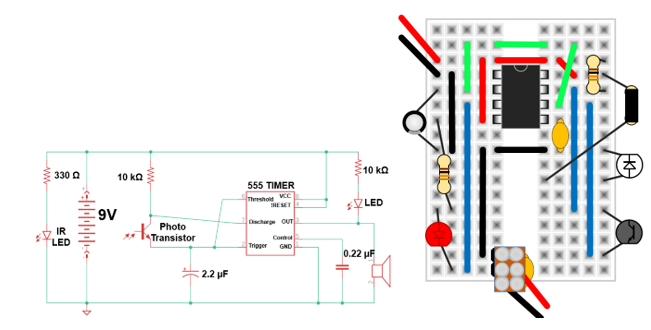 330 Ω
10 kΩ
10 kΩ
555 TIMER
VCC
Threshold
!RESET
9V
LED
IR
LED
Photo
Transistor
Discharge
OUT
Control
0.22 µF
Trigger
GND
2.2 µF